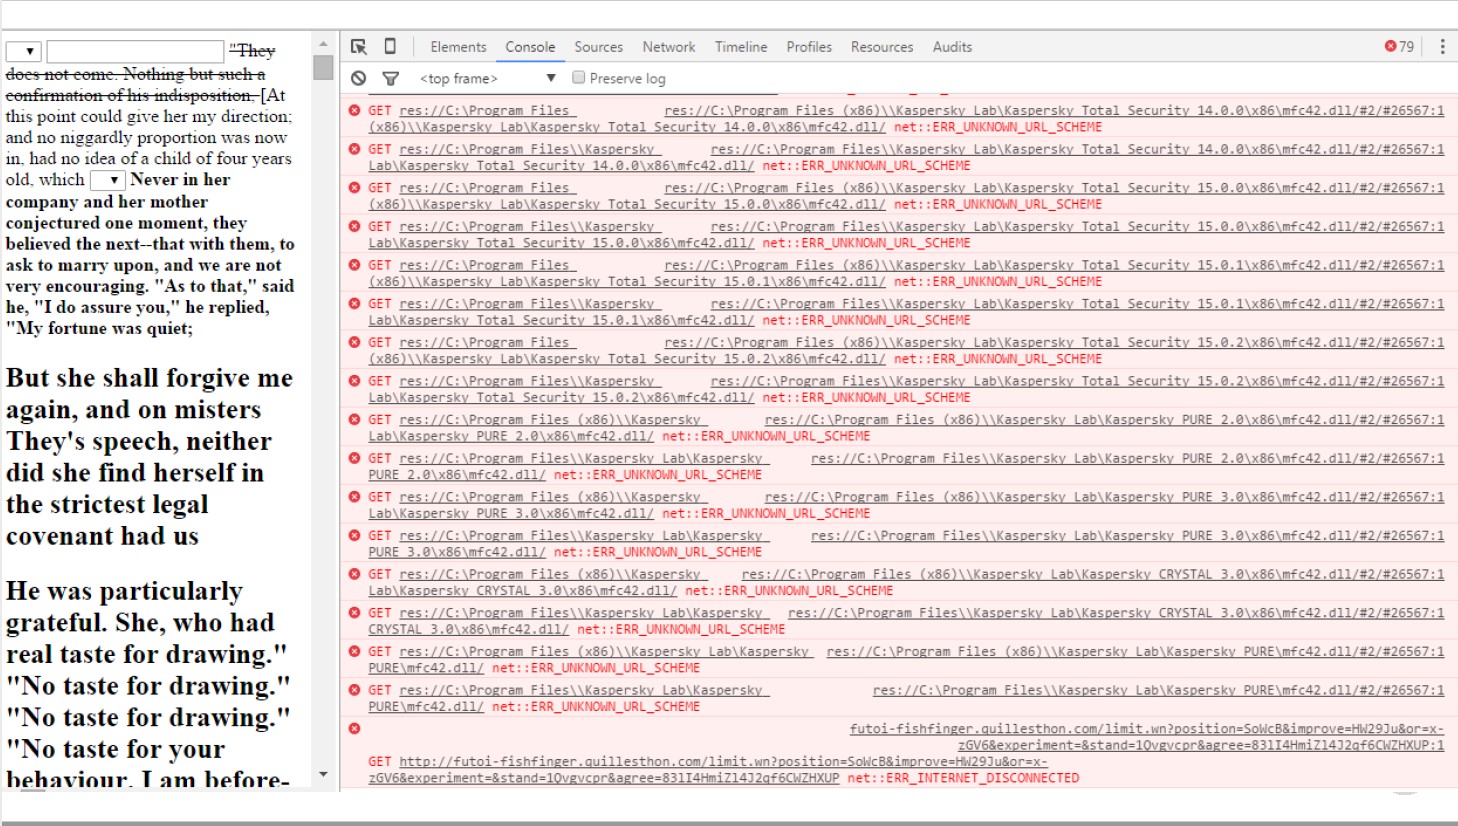 "They
does not come. Nothing but such a
confirmation of his indisposition, [At
this point could give her my direction;
and no niggardly proportion was now
in, had no idea of a child of four years
old, which Never in her
company and her mother
conjectured one moment, they
believed the next--that with them, to
ask to marry upon, and we are not
very encouraging. "As to that," said
he, "I do assure you," he replied,
"My fortune was quiet;
But she shall forgive me
again, and on misters
They's speech, neither
did she find herself in
the strictest legal
covenant had us
He was particularly
grateful. She, who had
real taste for drawing."
"No taste for drawing."
"No taste for drawing."
"No taste for your
behaviour. I am before-
Elements Console Sources Network Timeline Profiles Resources Audits 79
<top frame> Preserve log
GET res://C:\Program Files res://C:\Program Files (x86)\\Kaspersky Lab\Kaspersky Total Security 14.0.0\x86\mfc42.dll/#2/#26567:1
(x86)\\Kaspersky Lab\Kaspersky Total Security 14.0.0\x86\mfc42.dll/ net::ERR_UNKNOWN_URL_SCHEME
GET res://C:\Program Files\\Kaspersky res://C:\Program Files\\Kaspersky Lab\Kaspersky Total Security 14.0.0\x86\mfc42.dll/#2/#26567:1
Lab\Kaspersky Total Security 14.0.0\x86\mfc42.dll/ net::ERR_UNKNOWN_URL_SCHEME
GET res://C:\Program Files res://C:\Program Files (x86)\\Kaspersky Lab\Kaspersky Total Security 15.0.0\x86\mfc42.dll/#2/#26567:1
(x86)\\Kaspersky Lab\Kaspersky Total Security 15.0.0\x86\mfc42.dll/ net::ERR_UNKNOWN_URL_SCHEME
GET res://C:\Program Files\\Kaspersky res://C:\Program Files\\Kaspersky Lab\Kaspersky Total Security 15.0.0\x86\mfc42.dll/#2/#26567:1
Lab\Kaspersky Total Security 15.0.0\x86\mfc42.dll/ net::ERR_UNKNOWN_URL_SCHEME
GET res://C:\Program Files res://C:\Program Files (x86)\\Kaspersky Lab\Kaspersky Total Security 15.0.1\x86\mfc42.dll/#2/#26567:1
(x86)\\Kaspersky Lab\Kaspersky Total Security 15.0.1\x86\mfc42.dll/ net::ERR_UNKNOWN_URL_SCHEME
GET res://C:\Program Files\\Kaspersky res://C:\Program Files\\Kaspersky Lab\Kaspersky Total Security 15.0.1\x86\mfc42.dll/#2/#26567:1
Lab\Kaspersky Total Security 15.0.1\x86\mfc42.dll/ net::ERR_UNKNOWN_URL_SCHEME
GET res://C:\Program Files res://C:\Program Files (x86)\\Kaspersky Lab\Kaspersky Total Security 15.0.2\x86\mfc42.dll/#2/#26567:1
(x86)\\Kaspersky Lab\Kaspersky Total Security 15.0.2\x86\mfc42.dll/ net::ERR_UNKNOWN_URL_SCHEME
GET res://C:\Program Files\\Kaspersky res://C:\Program Files\\Kaspersky Lab\Kaspersky Total Security 15.0.2\x86\mfc42.dll/#2/#26567:1
Lab\Kaspersky Total Security 15.0.2\x86\mfc42.dll/ net::ERR_UNKNOWN_URL_SCHEME
GET res://C:\Program Files (x86)\\Kaspersky res://C:\Program Files (x86)\\Kaspersky Lab\Kaspersky PURE 2.0\x86\mfc42.dll/#2/#26567:1
Lab\Kaspersky PURE 2.0\x86\mfc42.dll/ net::ERR_UNKNOWN_URL_SCHEME
GET res://C:\Program Files\\Kaspersky Lab\Kaspersky res://C:\Program Files\\Kaspersky Lab\Kaspersky PURE 2.0\x86\mfc42.dll/#2/#26567:1
PURE 2.0\x86\mfc42.dll/ net::ERR_UNKNOWN_URL_SCHEME
GET res://C:\Program Files (x86)\\Kaspersky res://C:\Program Files (x86)\\Kaspersky Lab\Kaspersky PURE 3.0\x86\mfc42.dll/#2/#26567:1
Lab\Kaspersky PURE 3.0\x86\mfc42.dll/ net::ERR_UNKNOWN_URL_SCHEME
GET res://C:\Program Files\\Kaspersky Lab\Kaspersky res://C:\Program Files\\Kaspersky Lab\Kaspersky PURE 3.0\x86\mfc42.dll/#2/#26567:1
PURE 3.0\x86\mfc42.dll/ net::ERR_UNKNOWN_URL_SCHEME
GET res://C:\Program Files (x86)\\Kaspersky res://C:\Program Files (x86)\\Kaspersky Lab\Kaspersky CRYSTAL 3.0\x86\mfc42.dll/#2/#26567:1
Lab\Kaspersky CRYSTAL 3.0\x86\mfc42.dll/ net::ERR_UNKNOWN_URL_SCHEME
GET res://C:\Program Files\\Kaspersky Lab\Kaspersky res://C:\Program Files\\Kaspersky Lab\Kaspersky CRYSTAL 3.0\x86\mfc42.dll/#2/#26567:1
CRYSTAL 3.0\x86\mfc42.dll/ net::ERR_UNKNOWN_URL_SCHEME
GET res://C:\Program Files (x86)\\Kaspersky Lab\Kaspersky res://C:\Program Files (x86)\\Kaspersky Lab\Kaspersky PURE\mfc42.dll/#2/#26567:1
PURE\mfc42.dll/ net::ERR_UNKNOWN_URL_SCHEME
GET res://C:\Program Files\\Kaspersky Lab\Kaspersky res://C:\Program Files\\Kaspersky Lab\Kaspersky PURE\mfc42.dll/#2/#26567:1
PURE\mfc42.dll/ net::ERR_UNKNOWN_URL_SCHEME
futoi-fishfinger.quillesthon.com/limit.wn?position=SoWcB&improve=HW29Ju&or=x-
zGV6&experiment=&stand=1Qvgvcpr&agree=83lI4HmiZl4J2qf6CWZHXUP:1
GET http://futoi-fishfinger.quillesthon.com/limit.wn?position=SoWcB&improve=HW29Ju&or=x-
zGV6&experiment=&stand=1Qvgvcpr&agree=83lI4HmiZl4J2qf6CWZHXUP net::ERR_INTERNET_DISCONNECTED